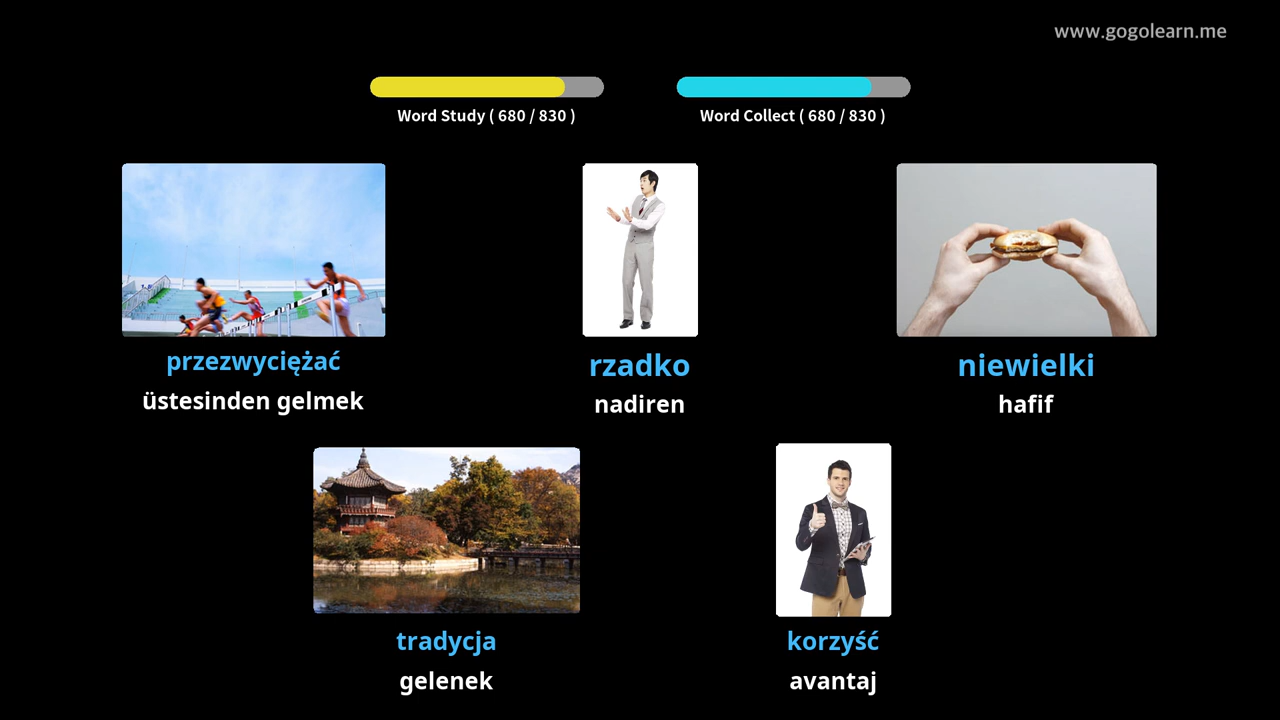 www.gogolearn.me
Word Study ( 680 / 830 )
Word Collect ( 680 / 830 )
przezwyciężać
üstesinden gelmek
rzadko
nadiren
niewielki
hafif
tradycja
gelenek
korzyść
avantaj